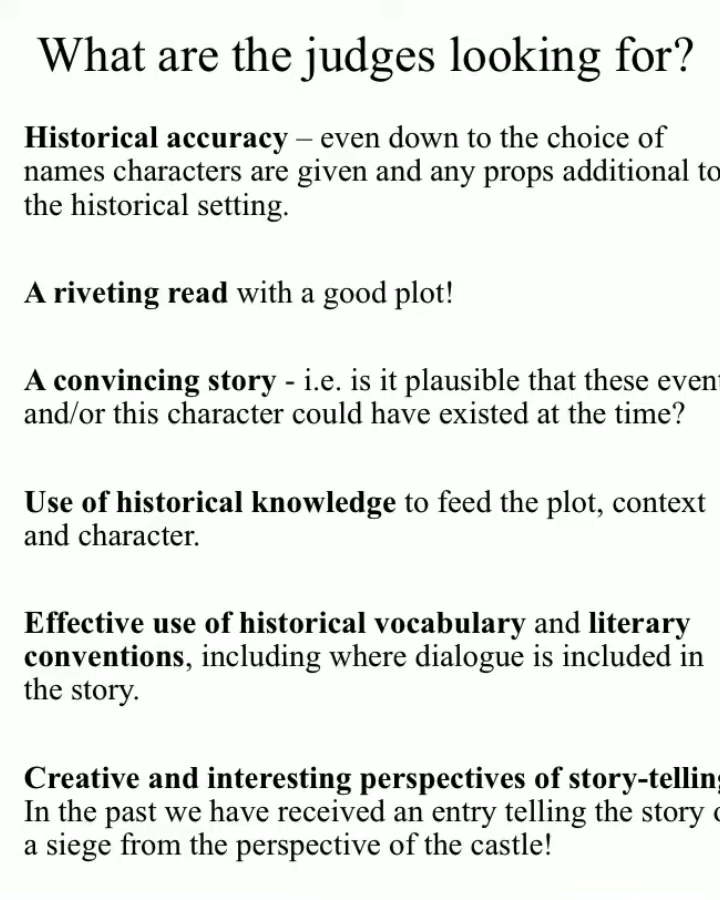 What are the judges looking for?
Historical accuracy – even down to the choice of
names characters are given and any props additional to
the historical setting.
A riveting read with a good plot!
A convincing story - i.e. is it plausible that these even
and/or this character could have existed at the time?
Use of historical knowledge to feed the plot, context
and character.
Effective use of historical vocabulary and literary
conventions, including where dialogue is included in
the story.
Creative and interesting perspectives of story-telling
In the past we have received an entry telling the story
a siege from the perspective of the castle!